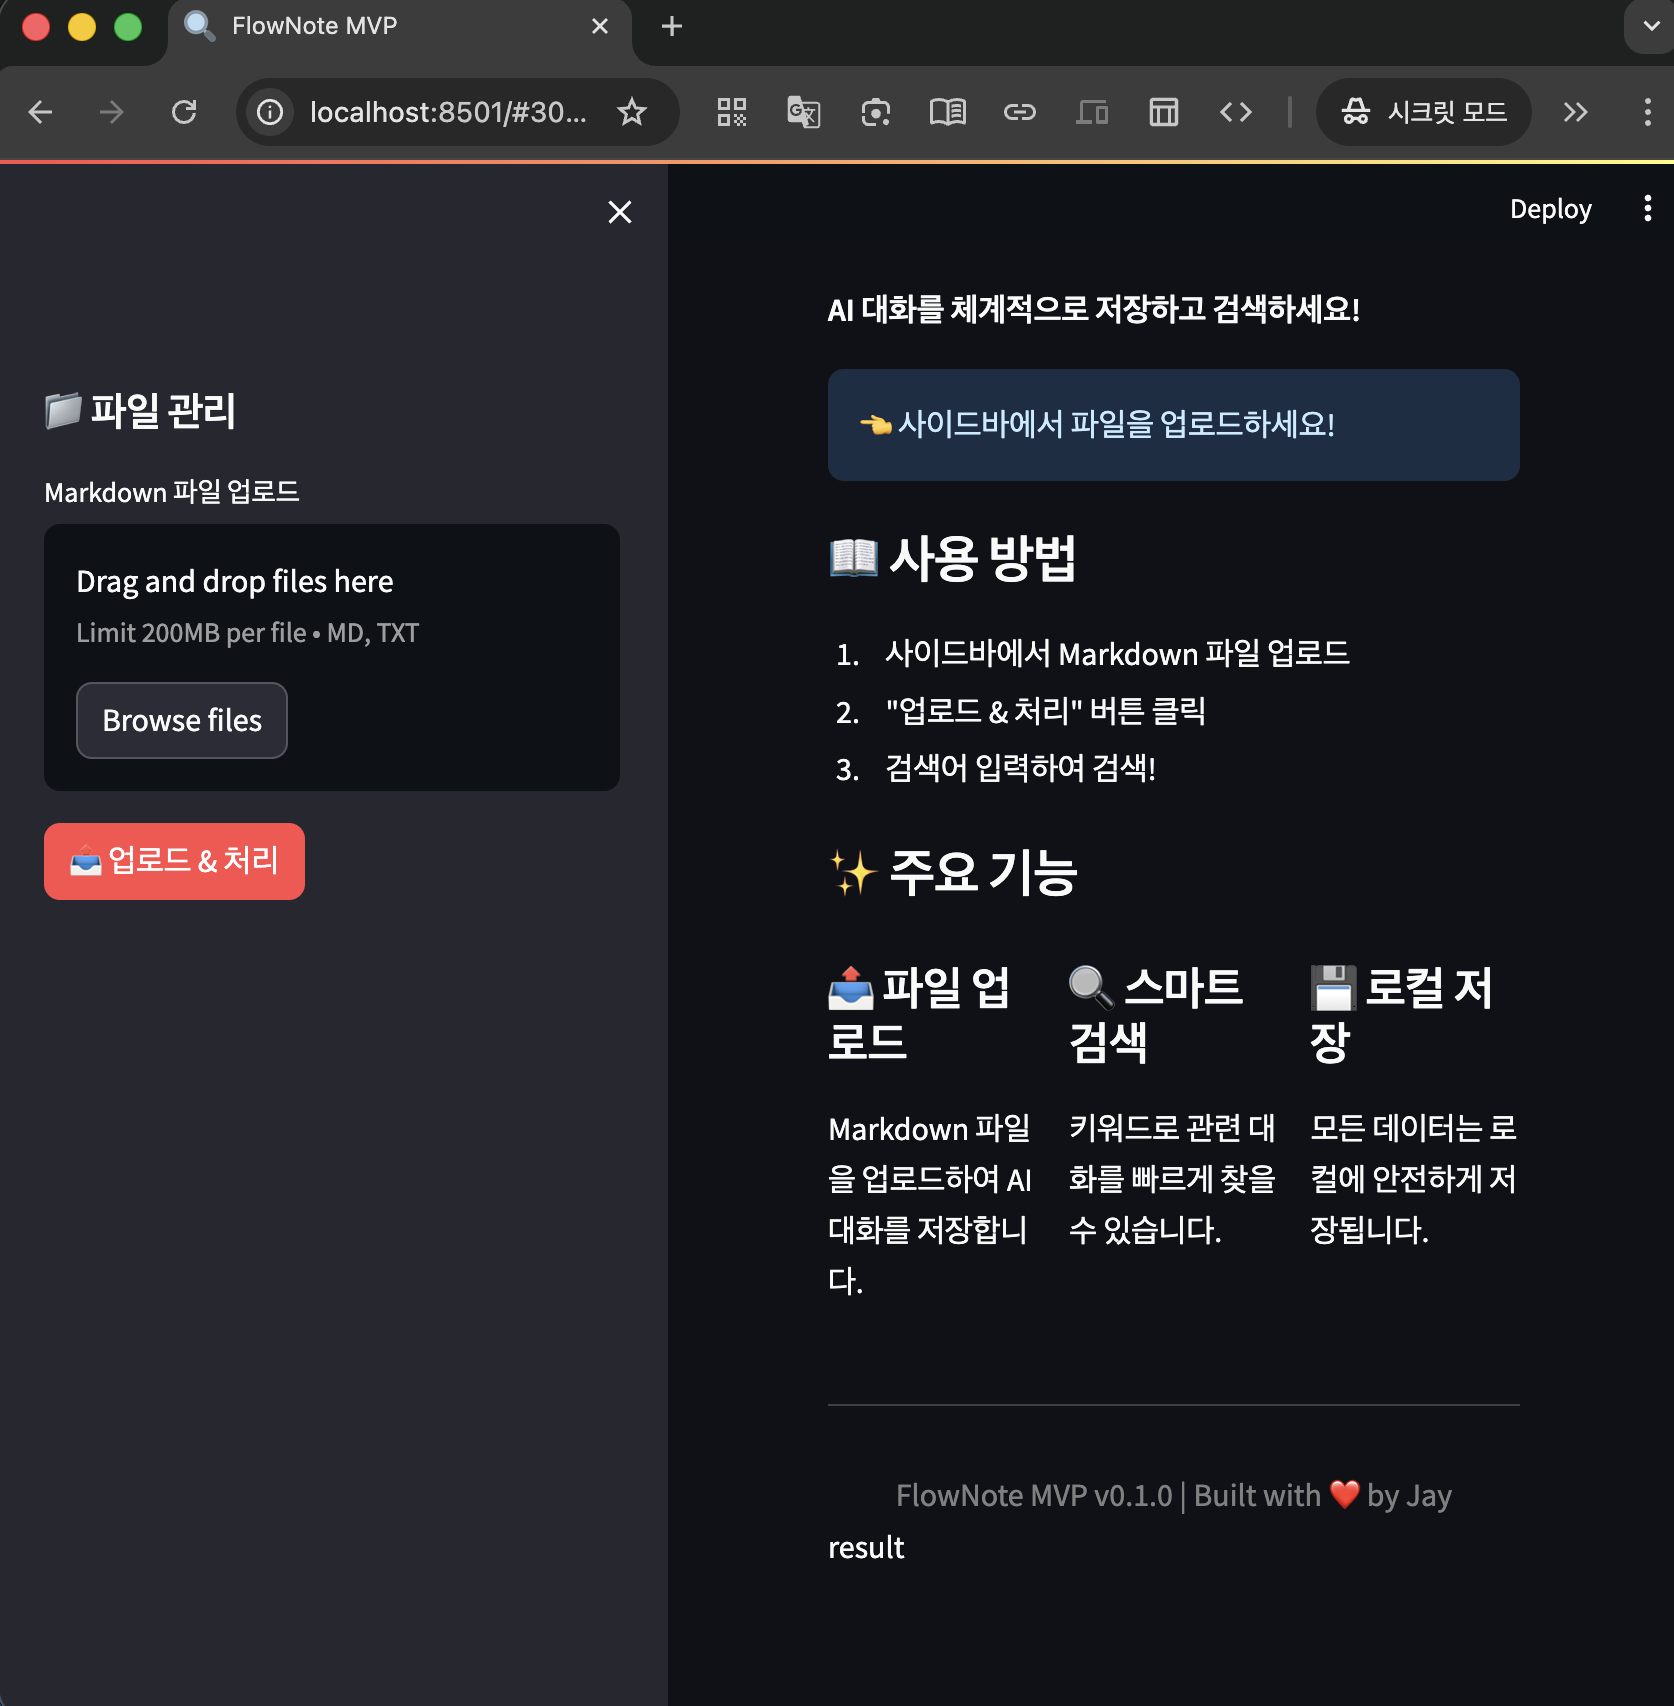 FlowNote MVP
localhost:8501/#30...
시크릿 모드
Deploy
파일 관리
Markdown 파일 업로드
Drag and drop files here
Limit 200MB per file • MD, TXT
Browse files
업로드 & 처리
AI 대화를 체계적으로 저장하고 검색하세요!
👈 사이드바에서 파일을 업로드하세요!
📖 사용 방법
1. 사이드바에서 Markdown 파일 업로드
2. "업로드 & 처리" 버튼 클릭
3. 검색어 입력하여 검색!
✨ 주요 기능
📤 파일 업
로드
Markdown 파일
을 업로드하여 AI
대화를 저장합니
다.
🔍 스마트
검색
키워드로 관련 대
화를 빠르게 찾을
수 있습니다.
💾 로컬 저
장
모든 데이터는 로
컬에 안전하게 저
장됩니다.
FlowNote MVP v0.1.0 | Built with ❤️ by Jay
result